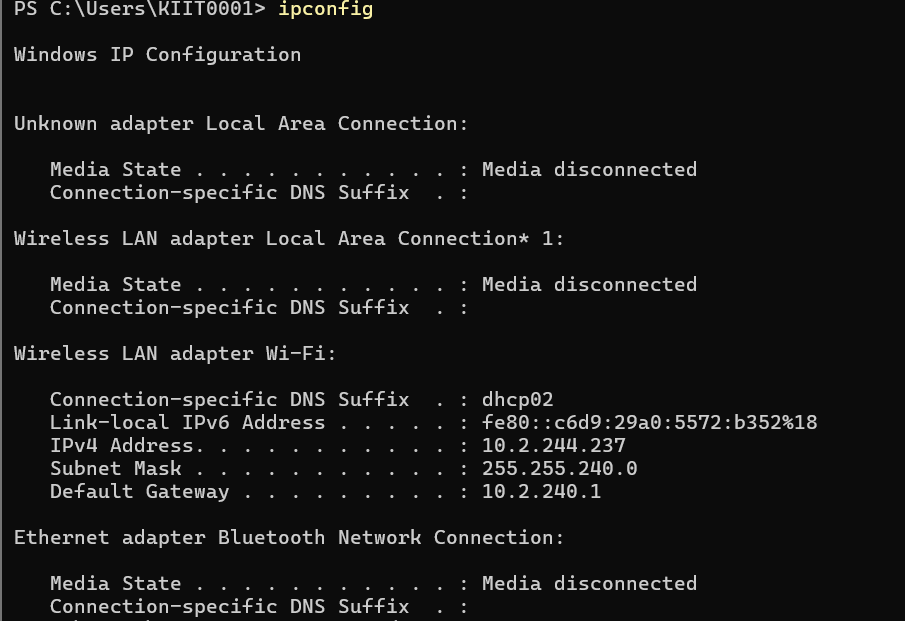 PS C:\Users\KIIT0001> ipconfig
Windows IP Configuration
Unknown adapter Local Area Connection:
   Media State . . . . . . . . . . . : Media disconnected
   Connection-specific DNS Suffix  . :
Wireless LAN adapter Local Area Connection* 1:
   Media State . . . . . . . . . . . : Media disconnected
   Connection-specific DNS Suffix  . :
Wireless LAN adapter Wi-Fi:
   Connection-specific DNS Suffix  . : dhcp02
   Link-local IPv6 Address . . . . . : fe80::c6d9:29a0:5572:b352%18
   IPv4 Address. . . . . . . . . . . : 10.2.244.237
   Subnet Mask . . . . . . . . . . . : 255.255.240.0
   Default Gateway . . . . . . . . . : 10.2.240.1
Ethernet adapter Bluetooth Network Connection:
   Media State . . . . . . . . . . . : Media disconnected
   Connection-specific DNS Suffix  . :